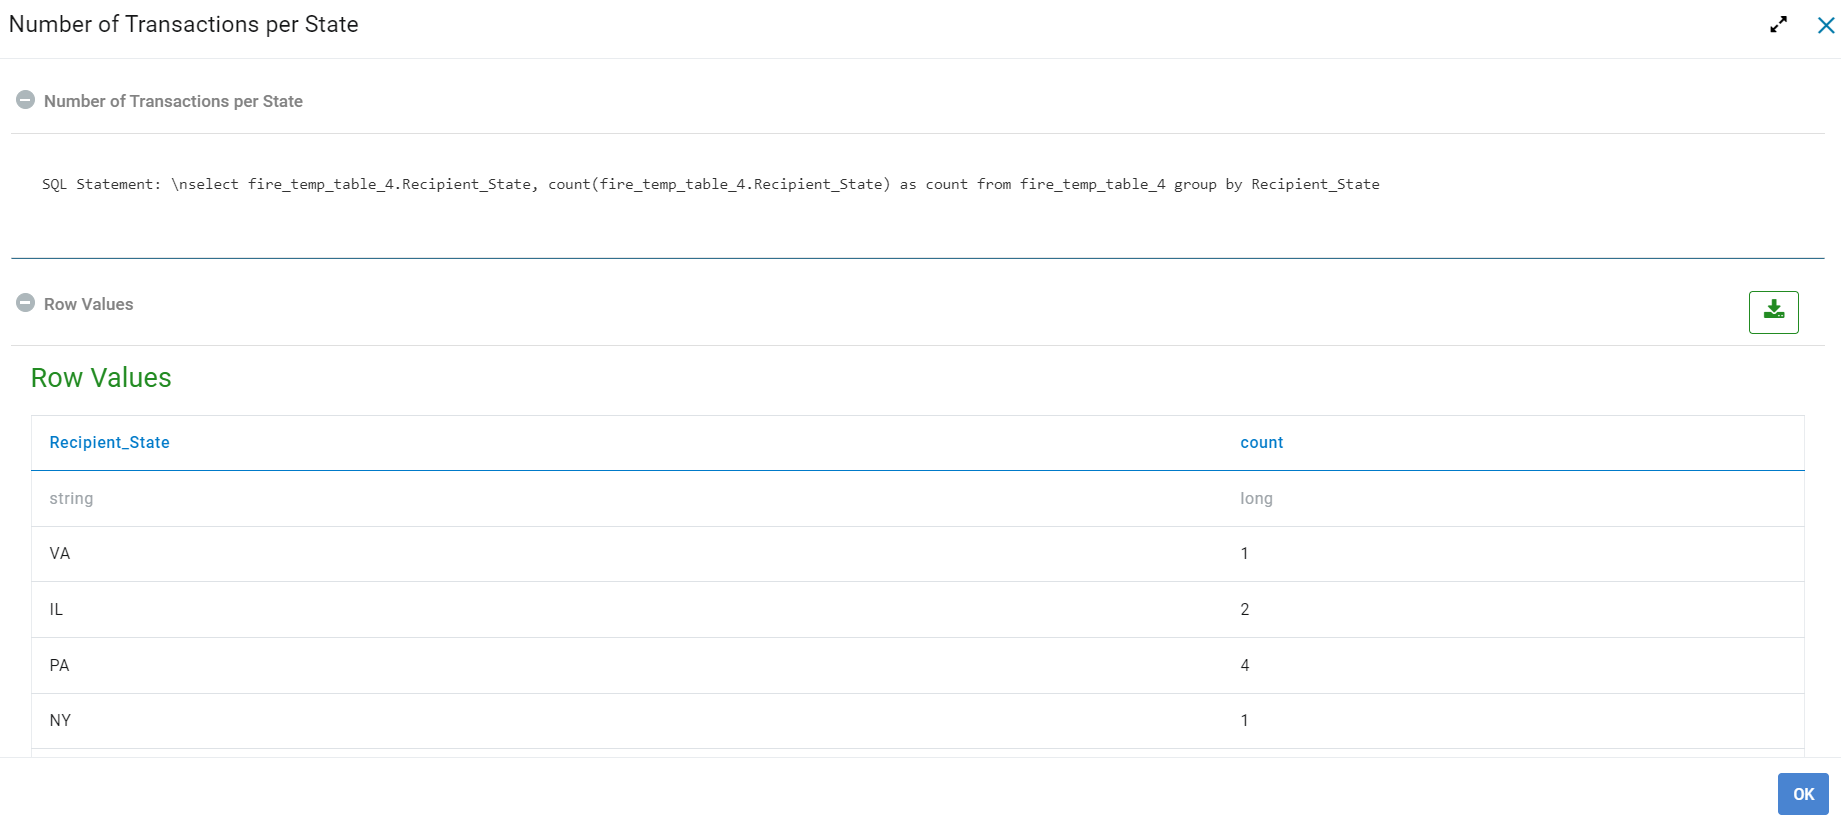 Number of Transactions per State
Number of Transactions per State
SQL Statement: \nselect fire_temp_table_4.Recipient_State, count(fire_temp_table_4.Recipient_State) as count from fire_temp_table_4 group by Recipient_State
Row Values
Row Values
Recipient_State count
string long
VA 1
IL 2
PA 4
NY 1
OK